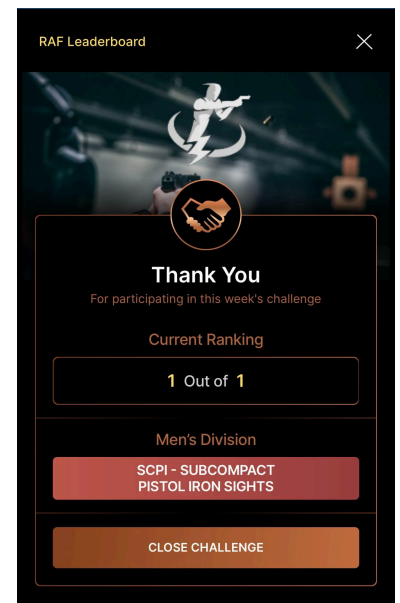 RAF Leaderboard
Thank You
For participating in this week's challenge
Current Ranking
1 Out of 1
Men's Division
SCPI - SUBCOMPACT
PISTOL IRON SIGHTS
CLOSE CHALLENGE